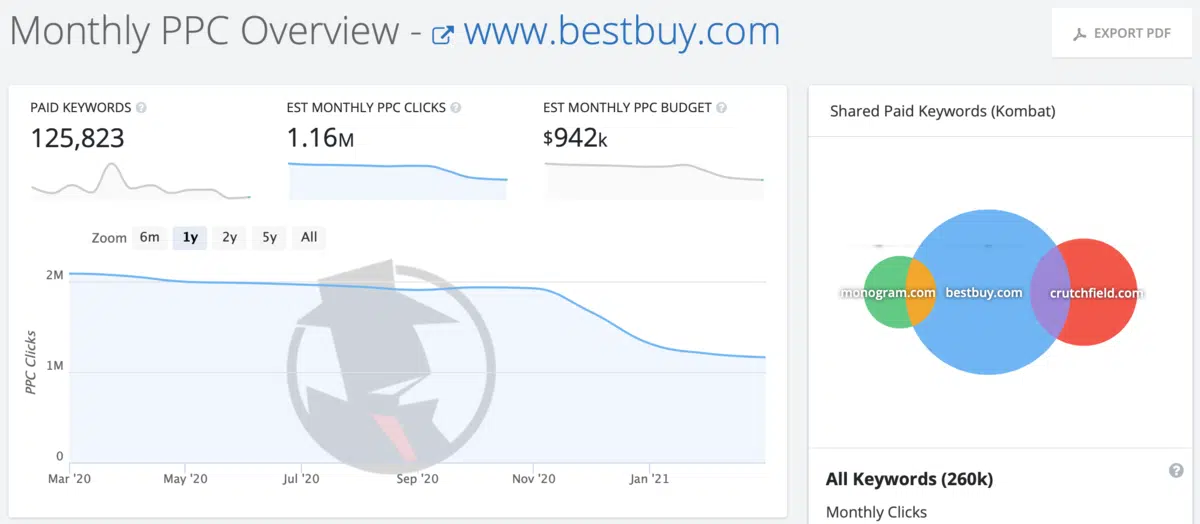 Monthly PPC Overview - www.bestbuy.com
EXPORT PDF
PAID KEYWORDS ?
125,823
EST MONTHLY PPC CLICKS ?
1.16M
EST MONTHLY PPC BUDGET ?
$942k
Zoom 6m 1y 2y 5y All
2M
1M
0
PPC Clicks
Mar '20 May '20 Jul '20 Sep '20 Nov '20 Jan '21
Shared Paid Keywords (Kombat)
monogram.com bestbuy.com crutchfield.com
All Keywords (260k) ?
Monthly Clicks